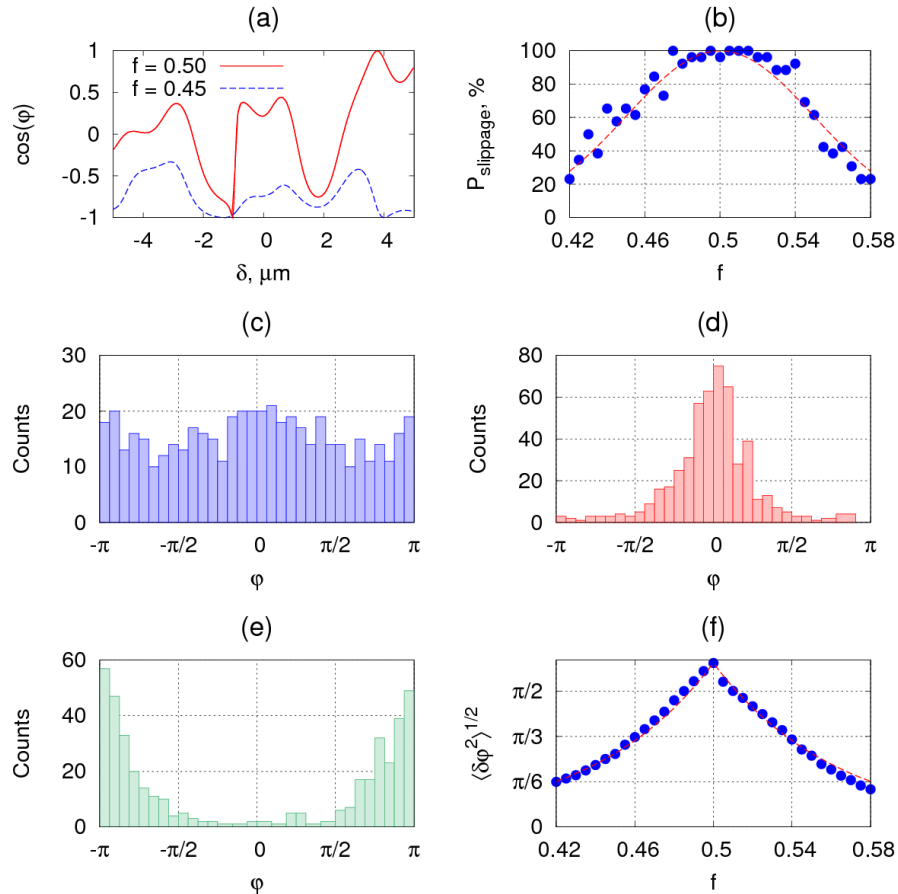 (a)
f = 0.50
f = 0.45
1
0.5
0
-0.5
-1
cos(φ)
-4 -2 0 2 4
δ, μm
(b)
100
80
60
40
20
0
P_slippage, %
0.42 0.46 0.5 0.54 0.58
f
(c)
30
20
10
0
Counts
-π -π/2 0 π/2 π
φ
(d)
80
60
40
20
0
Counts
-π -π/2 0 π/2 π
φ
(e)
60
40
20
0
Counts
-π -π/2 0 π/2 π
φ
(f)
π/2
π/3
π/6
0
⟨δφ²⟩^1/2
0.42 0.46 0.5 0.54 0.58
f